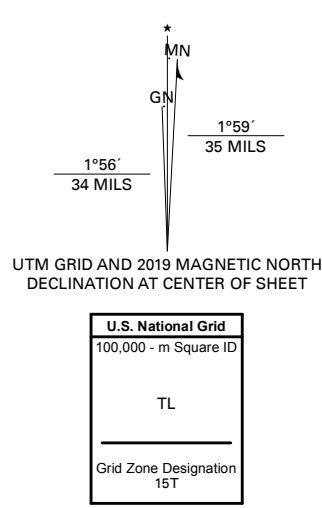 ★
MN
GN
1°59´
35 MILS
1°56´
34 MILS
UTM GRID AND 2019 MAGNETIC NORTH
DECLINATION AT CENTER OF SHEET
U.S. National Grid
100,000 - m Square ID
TL
Grid Zone Designation
15T